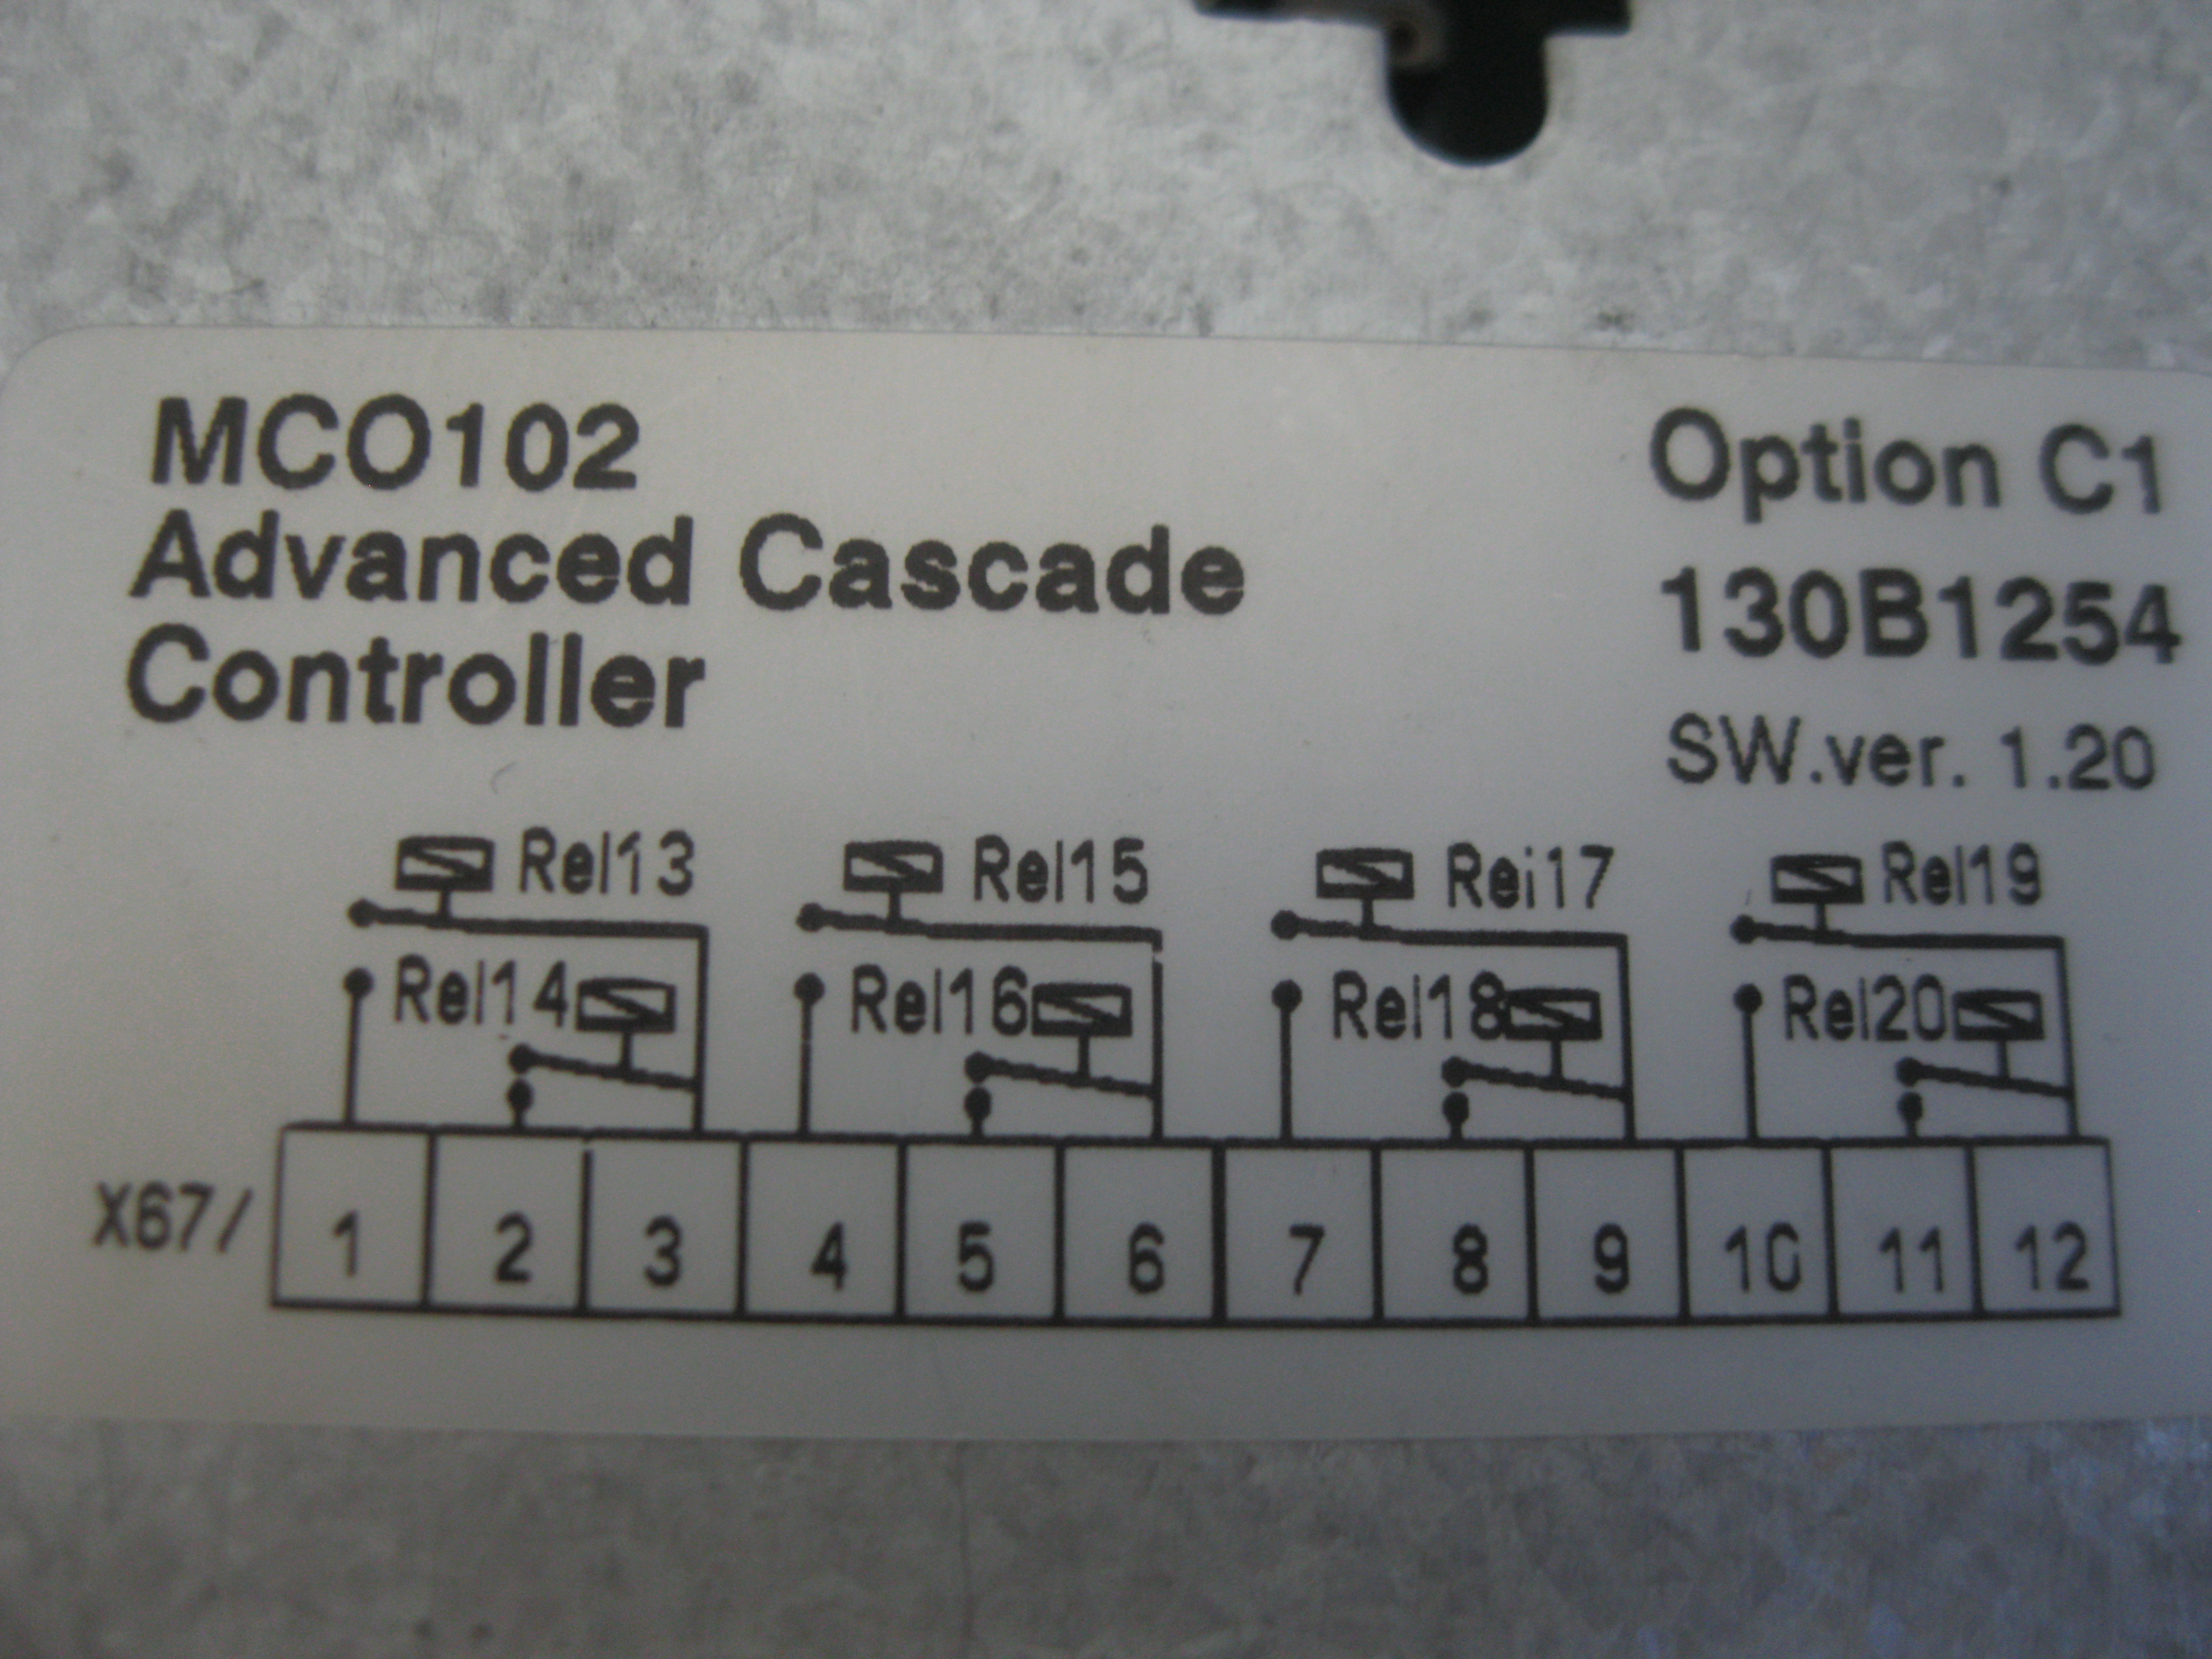 MCO102
Advanced Cascade
Controller
Option C1
130B1254
SW.ver. 1.20
Rel13 Rel15 Rel17 Rel19
Rel14 Rel16 Rel18 Rel20
X67/ 1 2 3 4 5 6 7 8 9 10 11 12